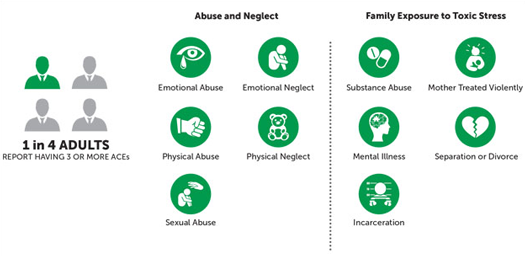 Abuse and Neglect
Family Exposure to Toxic Stress
Emotional Abuse
Emotional Neglect
Substance Abuse
Mother Treated Violently
1 in 4 ADULTS
REPORT HAVING 3 OR MORE ACEs
Physical Abuse
Physical Neglect
Mental Illness
Separation or Divorce
Sexual Abuse
Incarceration